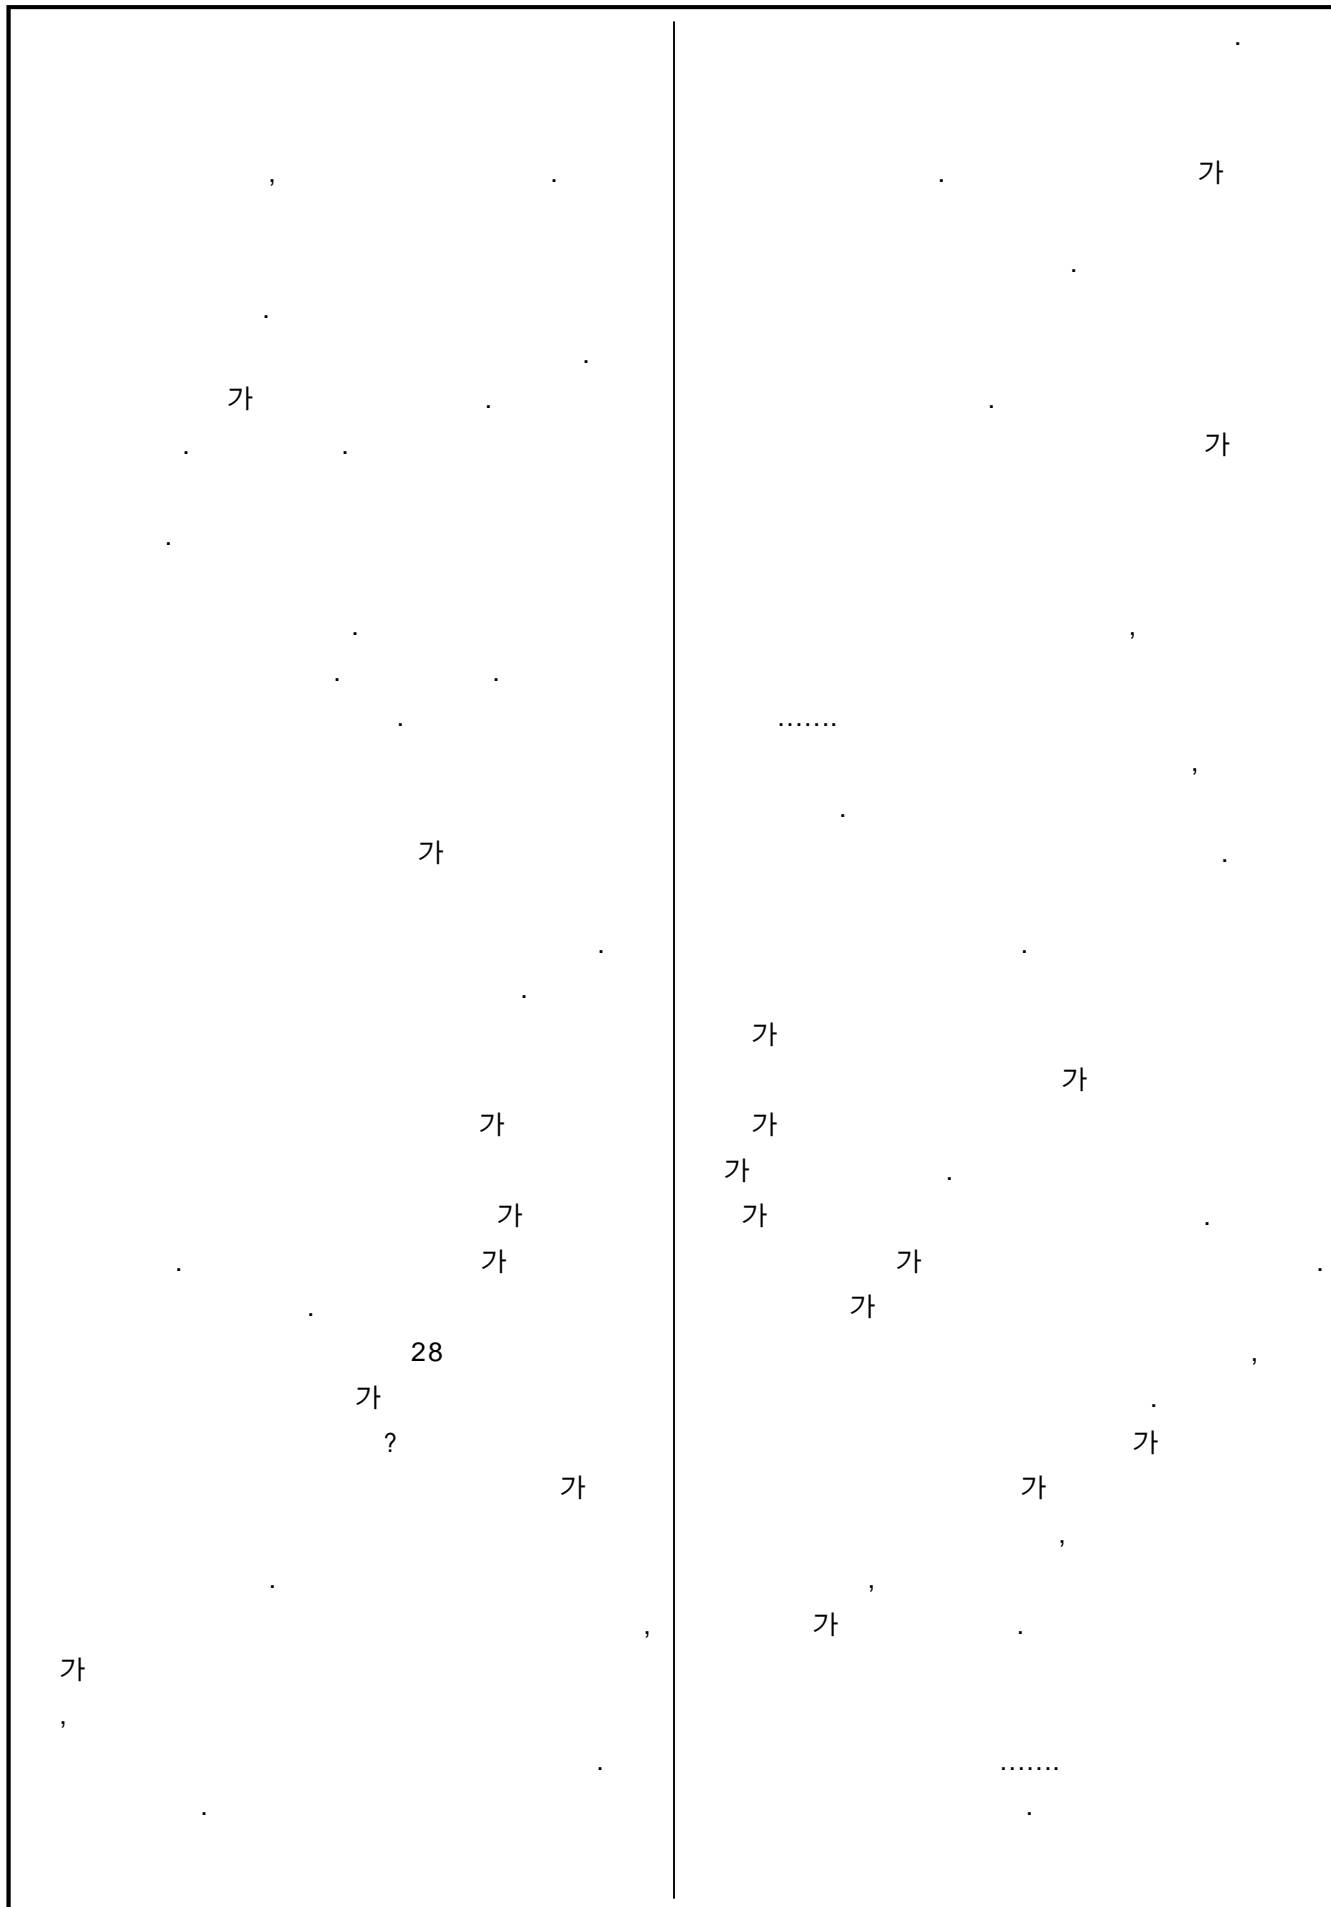 , .
.
.
가 .
. .
.
.
. .
.
가
.
.
가
가
. 가
.
28
가
?
가
.
,
가
,
.
.
.
. 가
.
.
가
,
.......
,
.
.
.
가
가
가
가 .
가 .
가 .
가
,
.
가
가
,
,
가 .
.......
.